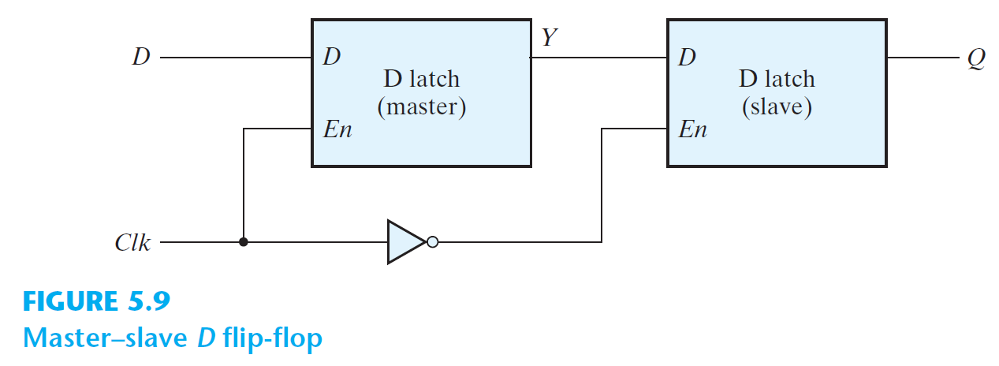 Y
D D D Q
D latch D latch
(master) (slave)
En En
Clk
FIGURE 5.9
Master–slave D flip-flop